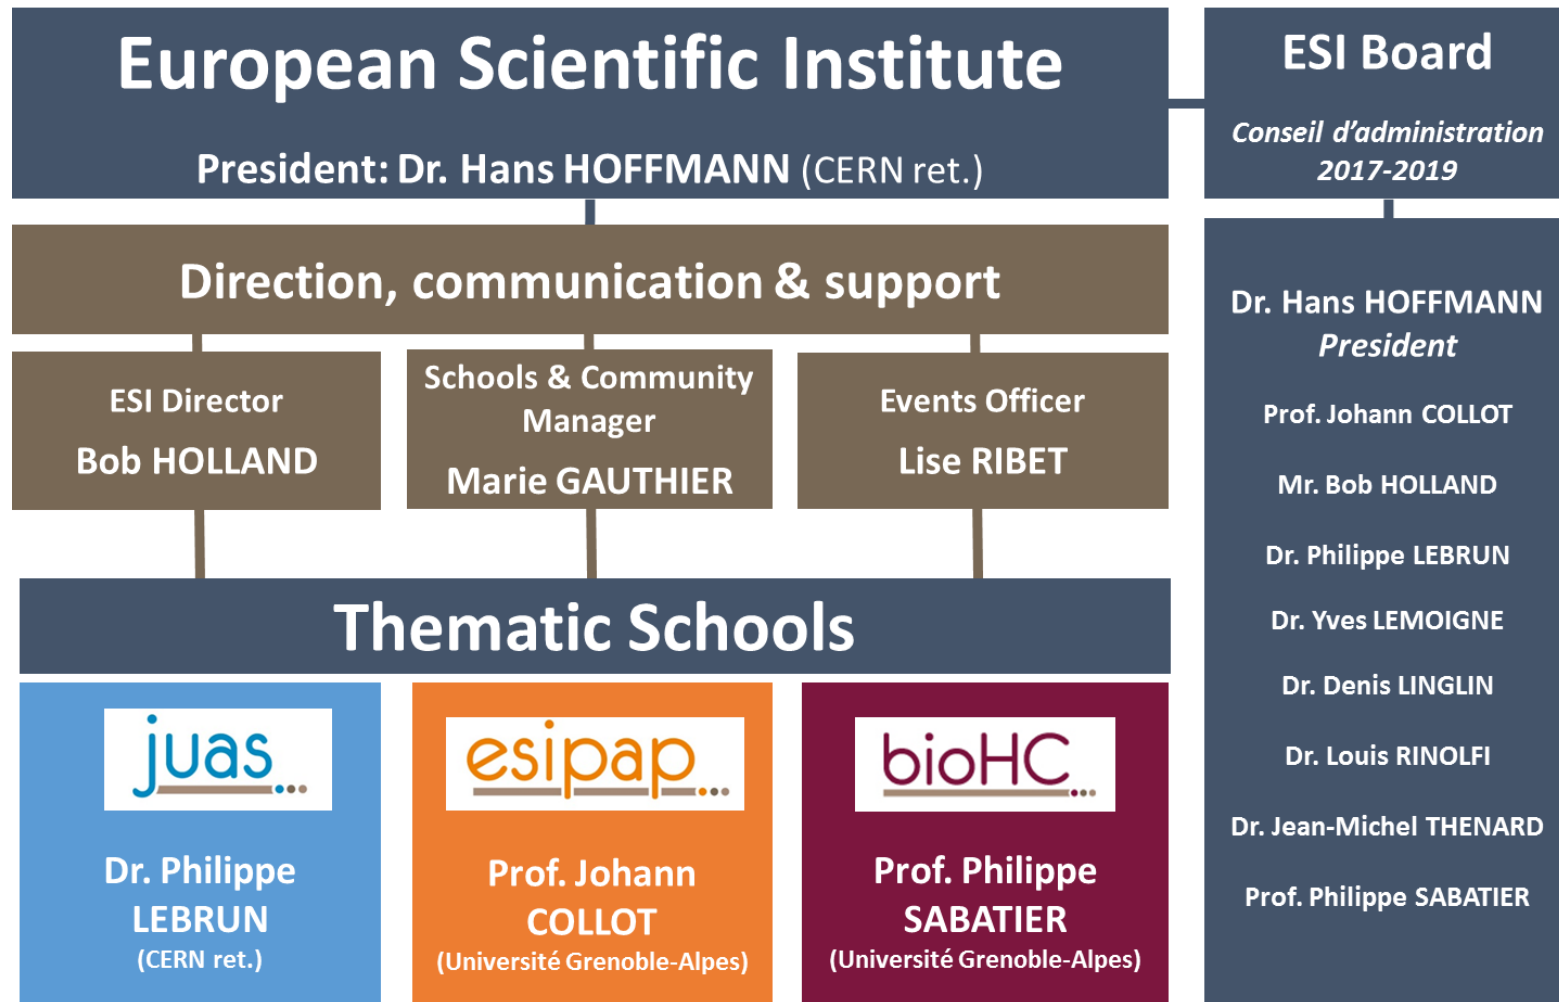 European Scientific Institute
President: Dr. Hans HOFFMANN (CERN ret.)
ESI Board
Conseil d’administration
2017-2019
Direction, communication & support
ESI Director
Bob HOLLAND
Schools & Community
Manager
Marie GAUTHIER
Events Officer
Lise RIBET
Thematic Schools
juas
Dr. Philippe
LEBRUN
(CERN ret.)
esipap
Prof. Johann
COLLOT
(Université Grenoble-Alpes)
bioHC
Prof. Philippe
SABATIER
(Université Grenoble-Alpes)
Dr. Hans HOFFMANN
President
Prof. Johann COLLOT
Mr. Bob HOLLAND
Dr. Philippe LEBRUN
Dr. Yves LEMOIGNE
Dr. Denis LINGLIN
Dr. Louis RINOLFI
Dr. Jean-Michel THENARD
Prof. Philippe SABATIER